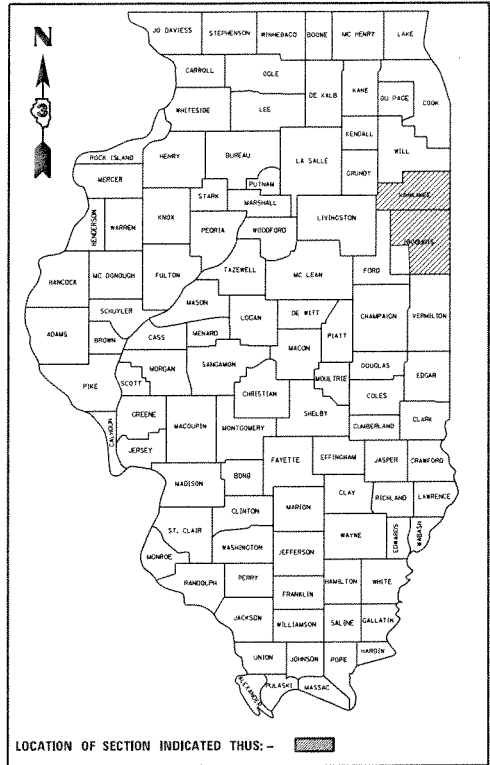 JO DAVIESS STEPHENSON WINNEBAGO BOONE MC HENRY LAKE
CARROLL OGLE
DE KALB KANE DU PAGE COOK
WHITESIDE LEE
KENDALL WILL
ROCK ISLAND HENRY BUREAU LA SALLE GRUNDY
MERCER PUTNAM
STARK MARSHALL KANKAKEE
HENDERSON WARREN KNOX PEORIA WOODFORD LIVINGSTON IROQUOIS
HANCOCK MC DONOUGH FULTON TAZEWELL MC LEAN FORD
MASON
SCHUYLER LOGAN DE WITT CHAMPAIGN VERMILION
ADAMS BROWN CASS MENARD MACON PIATT
MORGAN SANGAMON DOUGLAS EDGAR
PIKE SCOTT CHRISTIAN MOULTRIE COLES
GREENE SHELBY
CALHOUN MACOUPIN MONTGOMERY CUMBERLAND CLARK
JERSEY
FAYETTE EFFINGHAM JASPER CRAWFORD
MADISON BOND
CLAY RICHLAND LAWRENCE
CLINTON MARION
ST. CLAIR WAYNE EDWARDS WABASH
MONROE WASHINGTON JEFFERSON
RANDOLPH PERRY HAMILTON WHITE
FRANKLIN
JACKSON WILLIAMSON SALINE GALLATIN
UNION JOHNSON POPE HARDIN
ALEXANDER PULASKI MASSAC
N
3
LOCATION OF SECTION INDICATED THUS: -